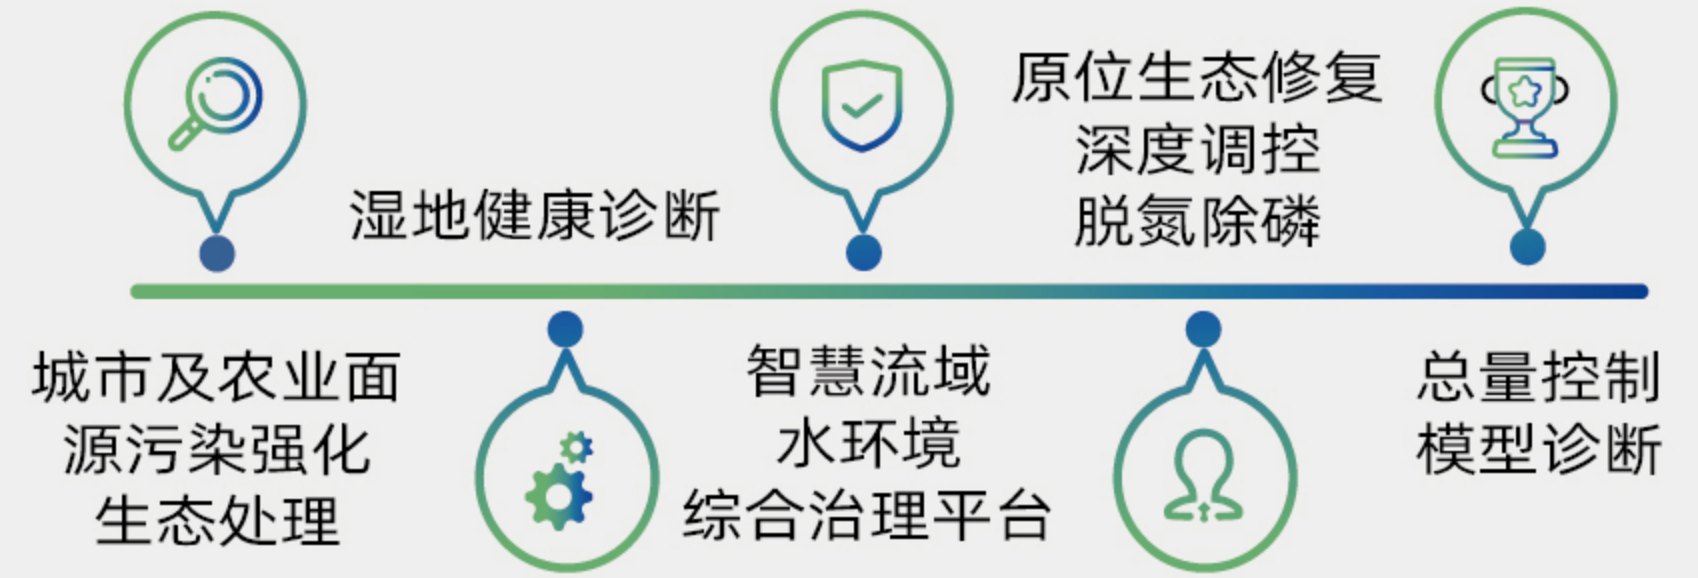 城市及农业面
源污染强化
生态处理
湿地健康诊断
智慧流域
水环境
综合治理平台
原位生态修复
深度调控
脱氮除磷
总量控制
模型诊断